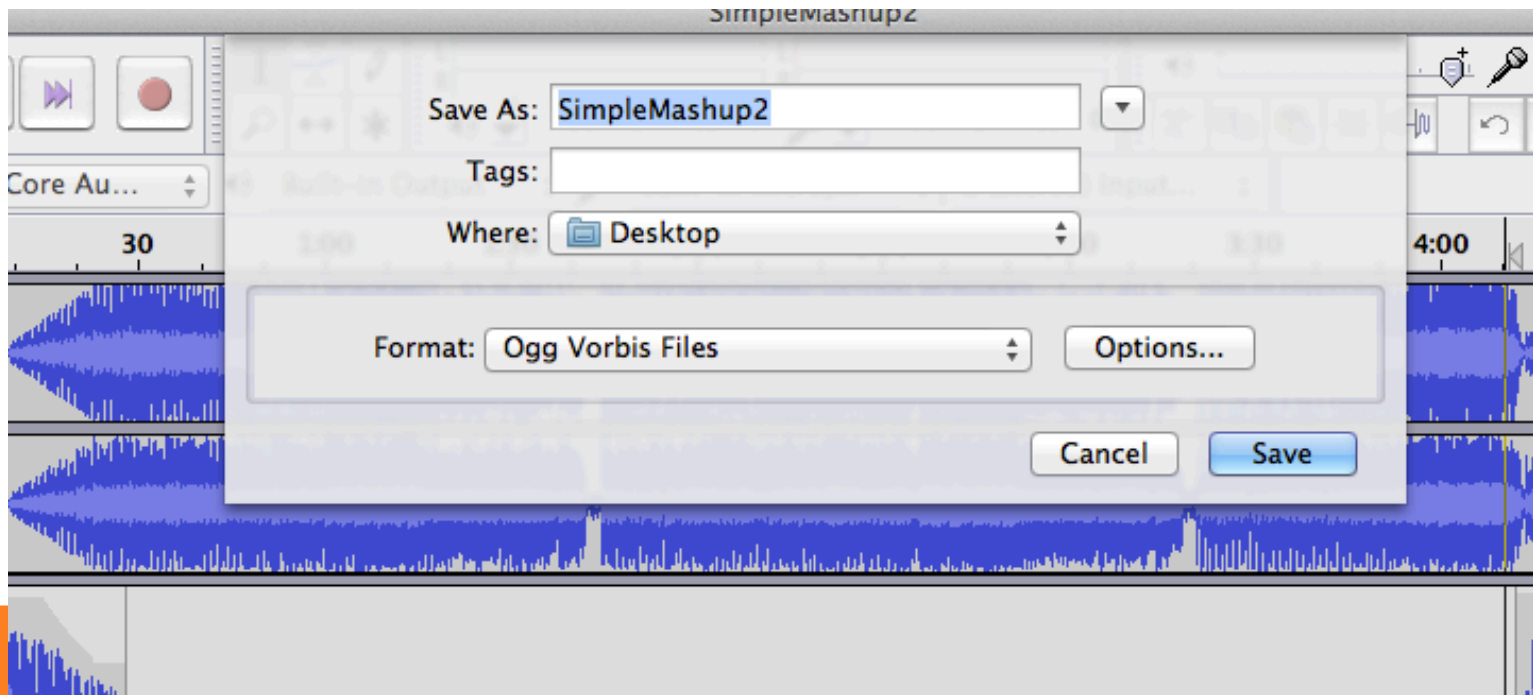 SimpleMashup2
Save As: SimpleMashup2
Tags:
Core Au...
Where: Desktop
30 4:00
Format: Ogg Vorbis Files Options...
Cancel Save